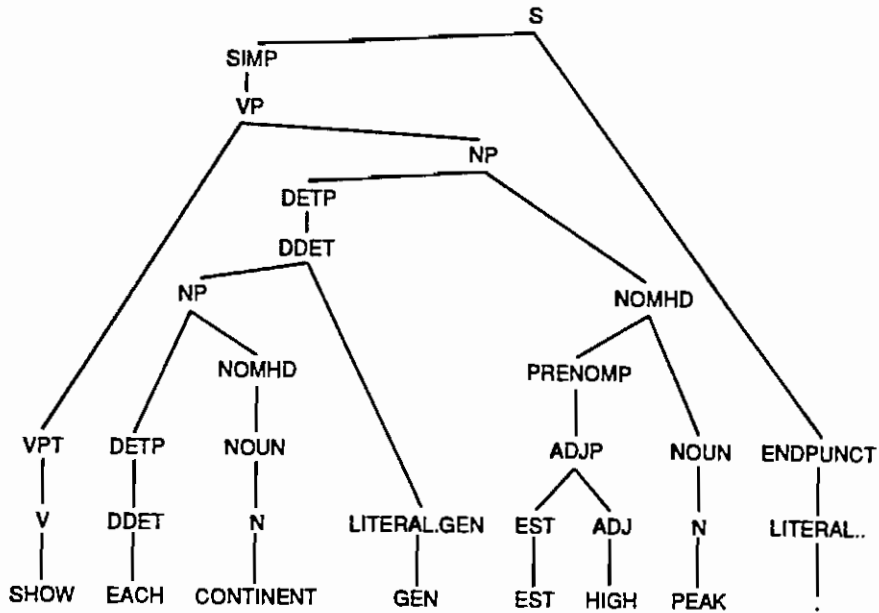 S
SIMP
VP
NP
DETP
DDET
NP NOMHD
NOMHD PRENOMP
VPT DETP NOUN ADJP NOUN ENDPUNCT
V DDET N LITERAL.GEN EST ADJ N LITERAL..
SHOW EACH CONTINENT GEN EST HIGH PEAK .